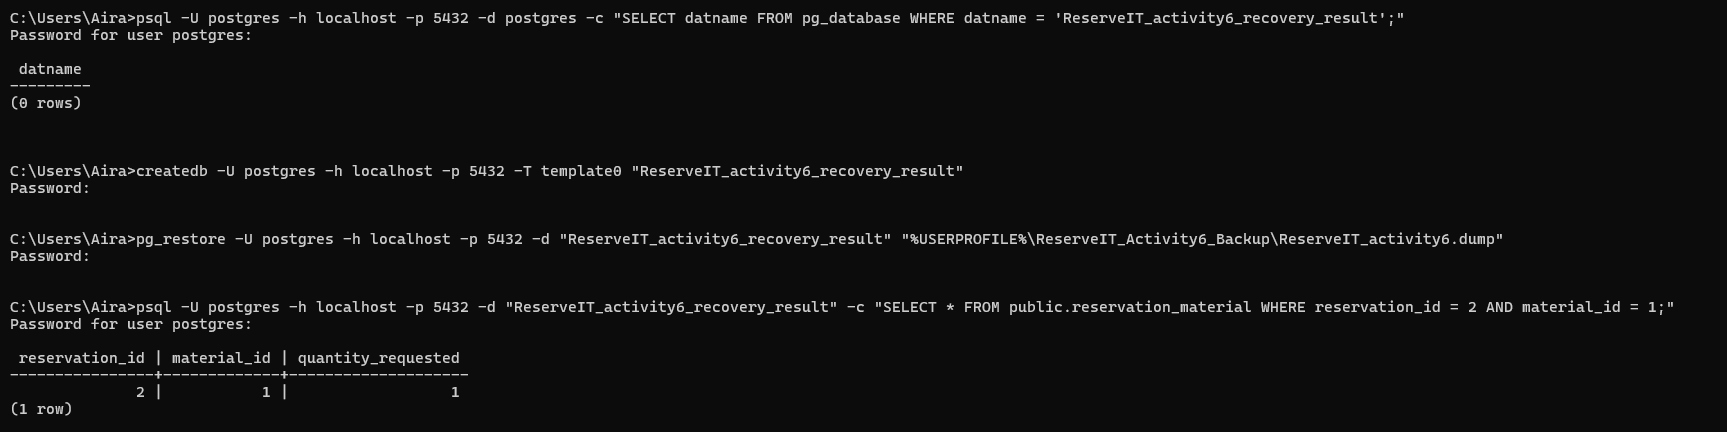 C:\Users\Aira>psql -U postgres -h localhost -p 5432 -d postgres -c "SELECT datname FROM pg_database WHERE datname = 'ReserveIT_activity6_recovery_result';"
Password for user postgres:
 datname
---------
(0 rows)
C:\Users\Aira>createdb -U postgres -h localhost -p 5432 -T template0 "ReserveIT_activity6_recovery_result"
Password:
C:\Users\Aira>pg_restore -U postgres -h localhost -p 5432 -d "ReserveIT_activity6_recovery_result" "%USERPROFILE%\ReserveIT_Activity6_Backup\ReserveIT_activity6.dump"
Password:
C:\Users\Aira>psql -U postgres -h localhost -p 5432 -d "ReserveIT_activity6_recovery_result" -c "SELECT * FROM public.reservation_material WHERE reservation_id = 2 AND material_id = 1;"
Password for user postgres:
 reservation_id | material_id | quantity_requested
----------------+-------------+--------------------
              2 |           1 |                  1
(1 row)